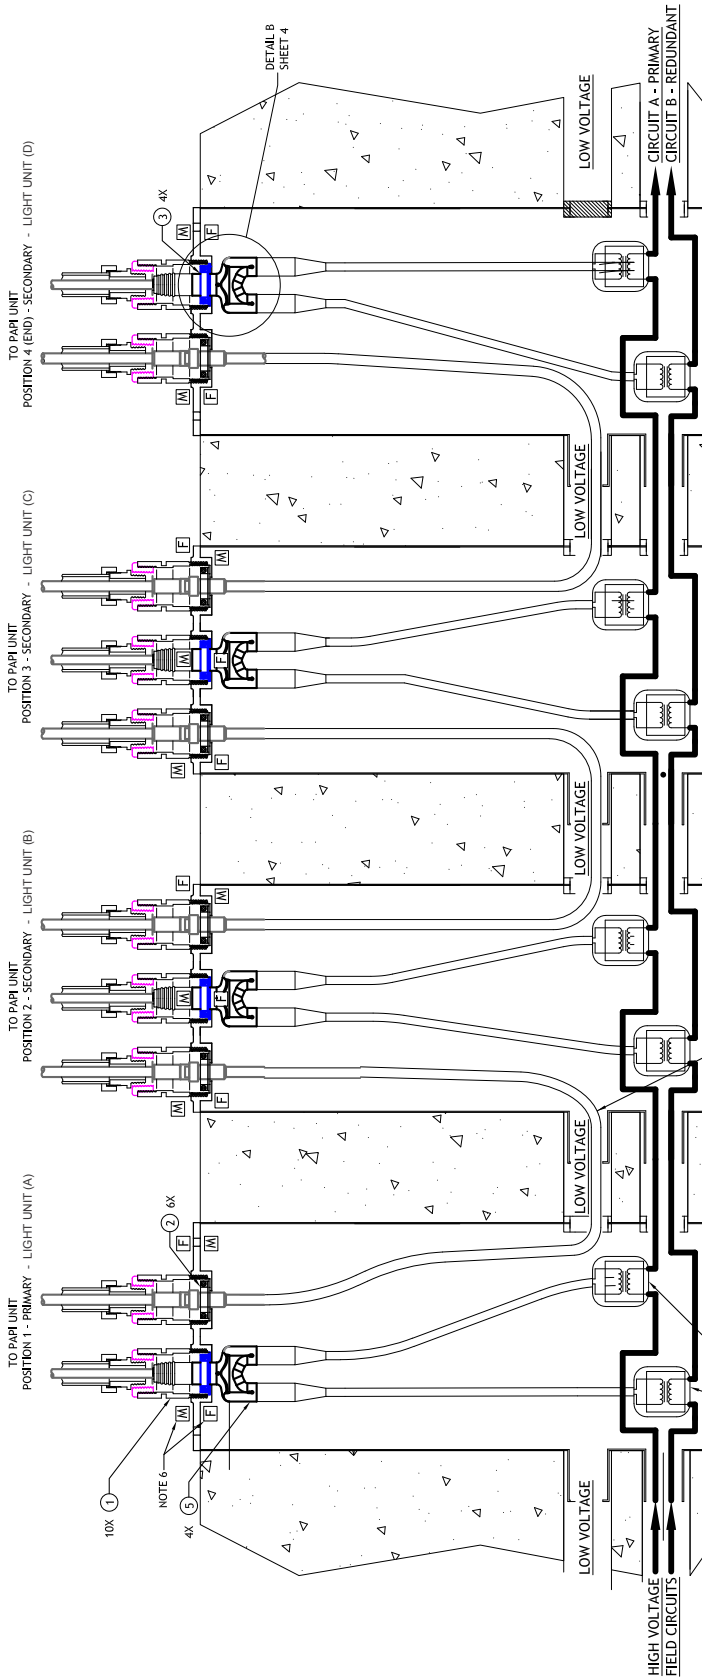 TO PAPI UNIT
POSITION 1 - PRIMARY - LIGHT UNIT (A)
TO PAPI UNIT
POSITION 2 - SECONDARY - LIGHT UNIT (B)
TO PAPI UNIT
POSITION 3 - SECONDARY - LIGHT UNIT (C)
TO PAPI UNIT
POSITION 4 (END) - SECONDARY - LIGHT UNIT (D)
10X 1
NOTE 6
4X 5
2 6X
3 4X
DETAIL B
SHEET 4
M
F
F
M
M
F
M
F
F
M
M
F
M
F
F
M
M
F
M
F
LOW VOLTAGE
LOW VOLTAGE
LOW VOLTAGE
LOW VOLTAGE
LOW VOLTAGE
HIGH VOLTAGE
FIELD CIRCUITS
CIRCUIT A - PRIMARY
CIRCUIT B - REDUNDANT